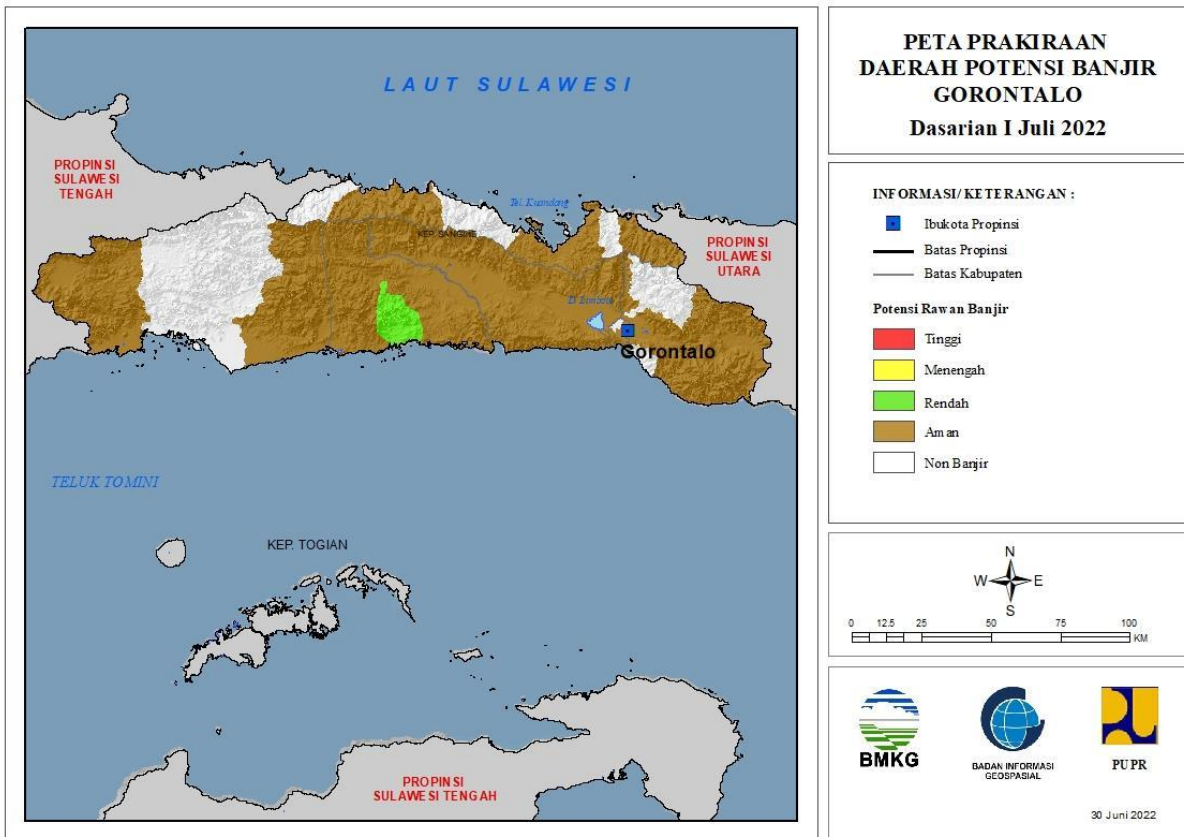 LAUT SULAWESI
PROPINSI
SULAWESI
TENGAH
Tel. Kuandang
KEP. SANGIHE
PROPINSI
SULAWESI
UTARA
Gorontalo
TELUK TOMINI
KEP. TOGIAN
PROPINSI
SULAWESI TENGAH
PETA PRAKIRAAN
DAERAH POTENSI BANJIR
GORONTALO
Dasarian I Juli 2022
INFORMASI/ KETERANGAN :
Ibukota Propinsi
Batas Propinsi
Batas Kabupaten
Potensi Rawan Banjir
Tinggi
Menengah
Rendah
Aman
Non Banjir
N
W E
S
0 12.5 25 50 75 100
KM
BMKG
BADAN INFORMASI
GEOSPASIAL
PUPR
30 Juni 2022